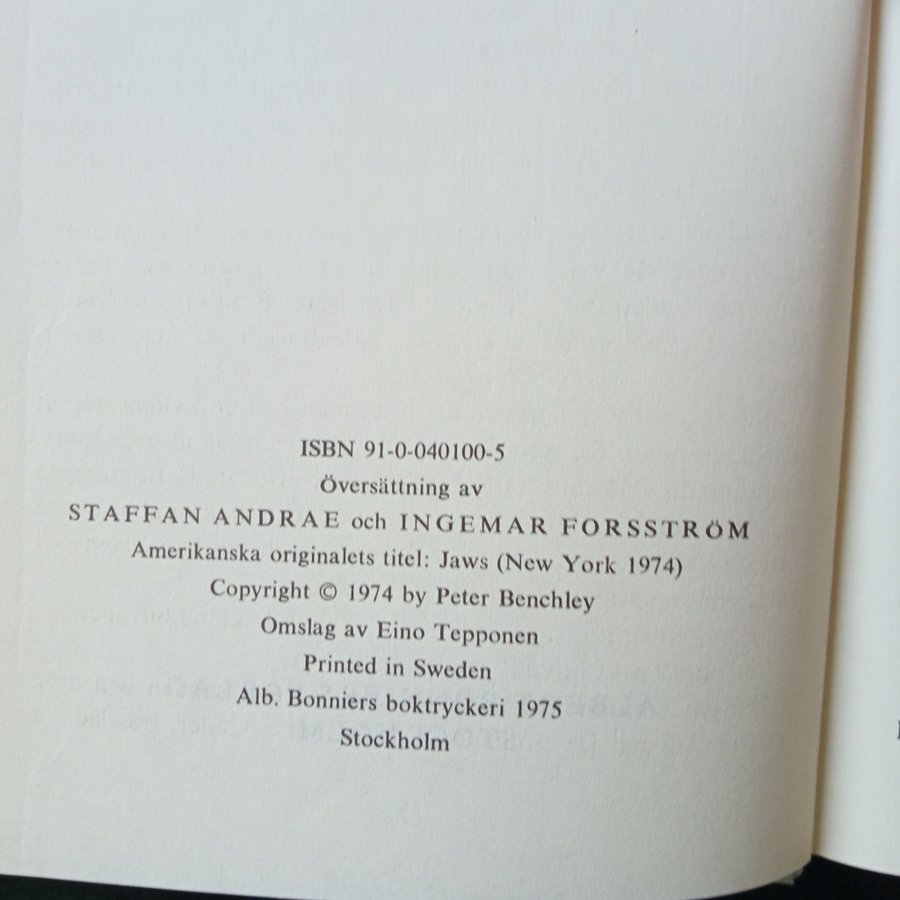 ISBN 91-0-040100-5
Översättning av
STAFFAN ANDRAE och INGEMAR FORSSTRÖM
Amerikanska originalets titel: Jaws (New York 1974)
Copyright © 1974 by Peter Benchley
Omslag av Eino Tepponen
Printed in Sweden
Alb. Bonniers boktryckeri 1975
Stockholm